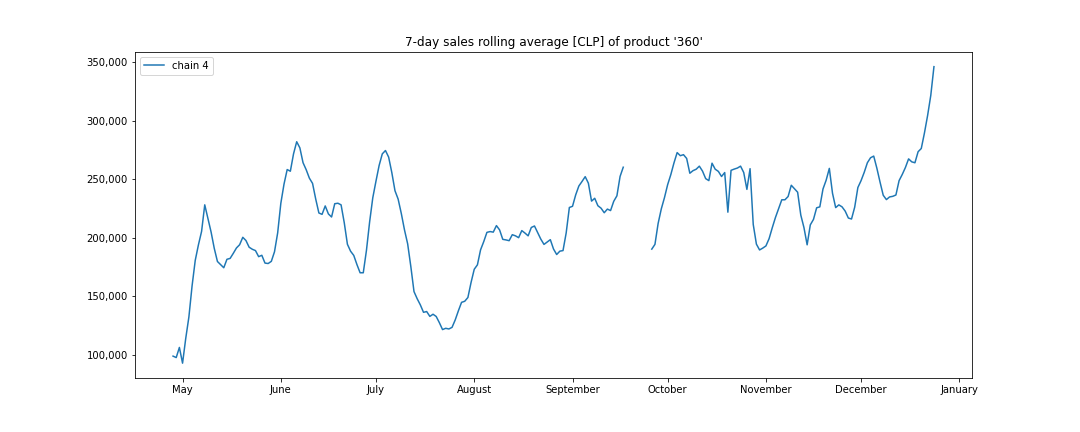 7-day sales rolling average [CLP] of product '360'
chain 4
350,000
300,000
250,000
200,000
150,000
100,000
May June July August September October November December January